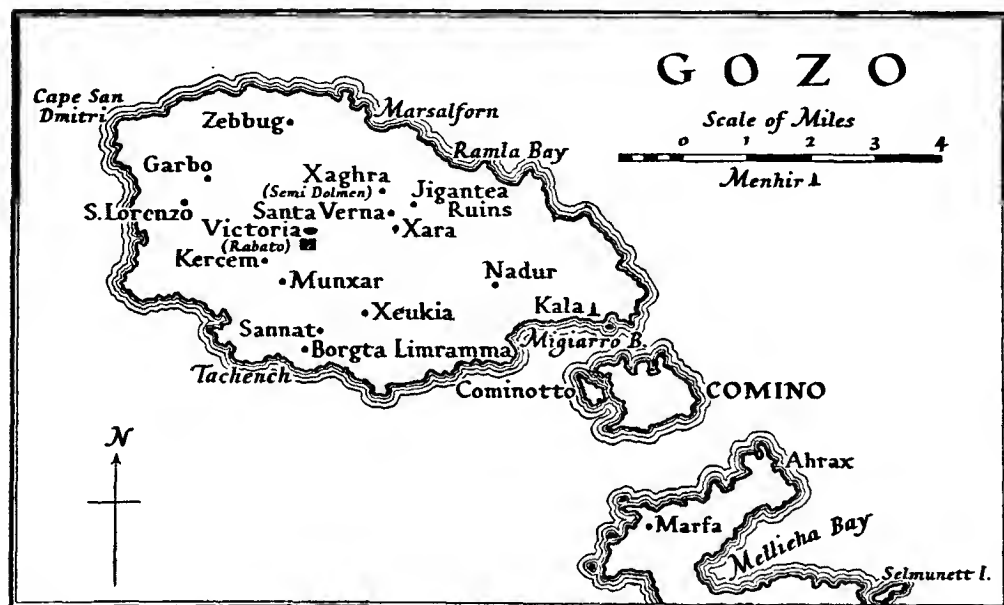 GOZO
Scale of Miles
0 1 2 3 4
Menhir
Cape San
Dmitri
Zebbug
Marsalforn
Ramla Bay
Garbo
Xaghra
(Semi Dolmen)
Jigantea
Ruins
S. Lorenzo
Santa Verna
Victoria
(Rabato)
Xara
Kercem
Munxar
Nadur
Xeukia
Kala
Sannat
Migiarro B.
Borgta Limramma
Tachench
Cominotto
COMINO
N
Ahrax
Marfa
Mellieha Bay
Selmunett I.